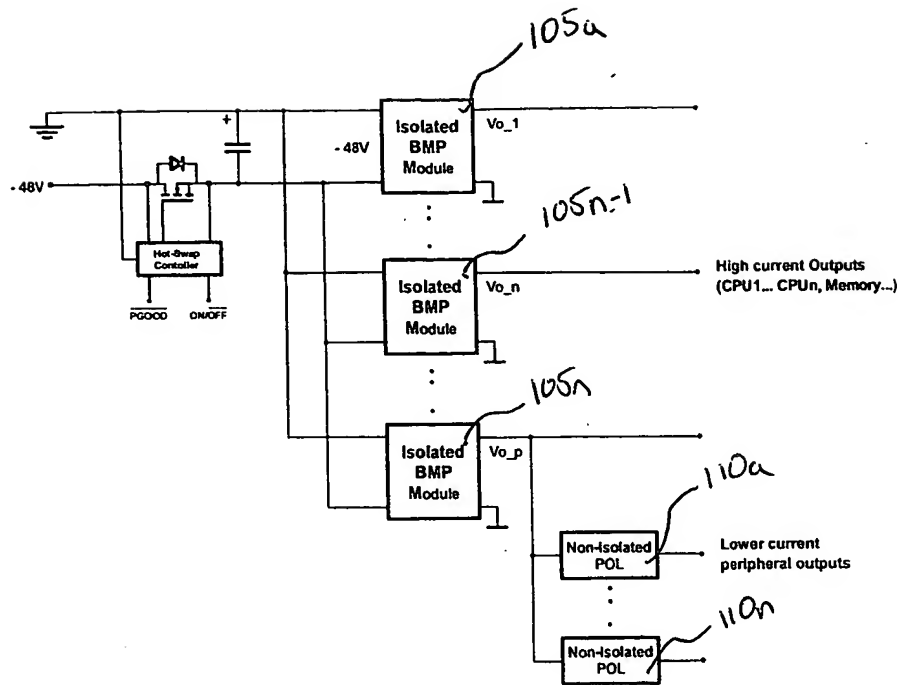 105a
+
Isolated
BMP
Module
Vo_1
- 48V
- 48V
105n-1
Hot-Swap
Contoller
PGOOD
ON/OFF
Isolated
BMP
Module
Vo_n
High current Outputs
(CPU1... CPUn, Memory...)
105n
Isolated
BMP
Module
Vo_p
110a
Non-Isolated
POL
Lower current
peripheral outputs
110n
Non-Isolated
POL